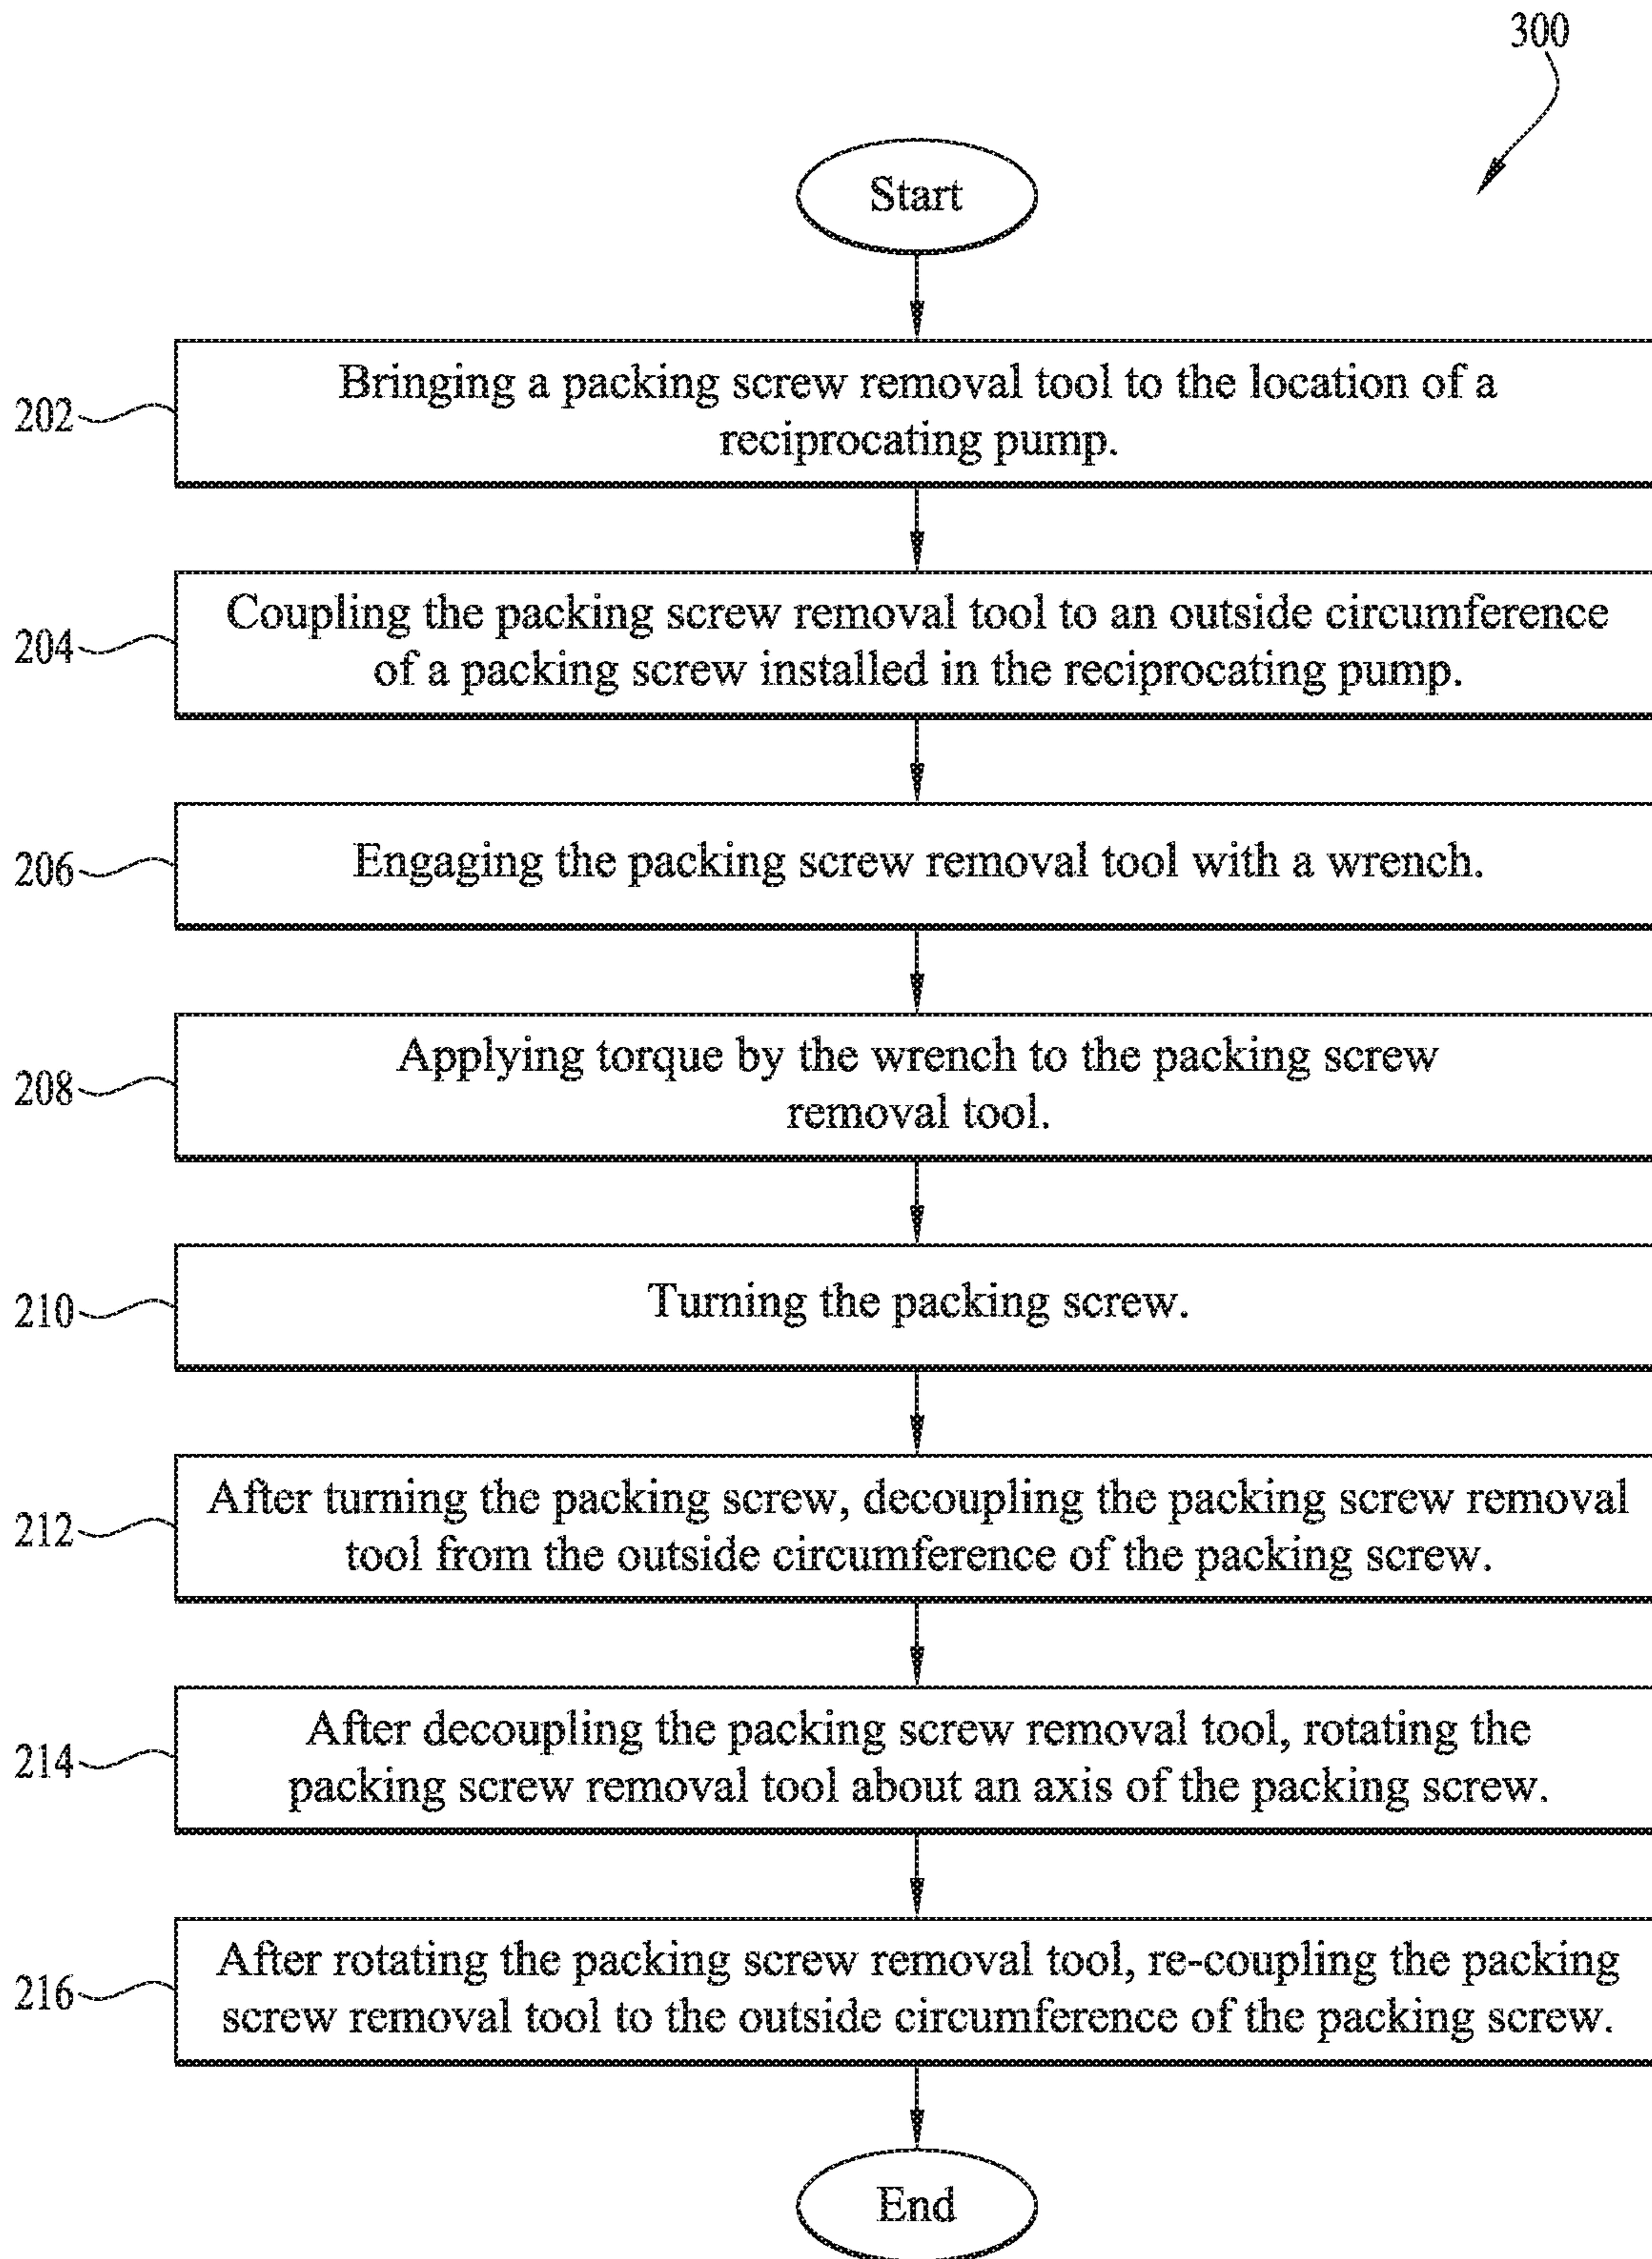 300
Start
202
Bringing a packing screw removal tool to the location of a
reciprocating pump.
204
Coupling the packing screw removal tool to an outside circumference
of a packing screw installed in the reciprocating pump.
206
Engaging the packing screw removal tool with a wrench.
208
Applying torque by the wrench to the packing screw
removal tool.
210
Turning the packing screw.
212
After turning the packing screw, decoupling the packing screw removal
tool from the outside circumference of the packing screw.
214
After decoupling the packing screw removal tool, rotating the
packing screw removal tool about an axis of the packing screw.
216
After rotating the packing screw removal tool, re-coupling the packing
screw removal tool to the outside circumference of the packing screw.
End